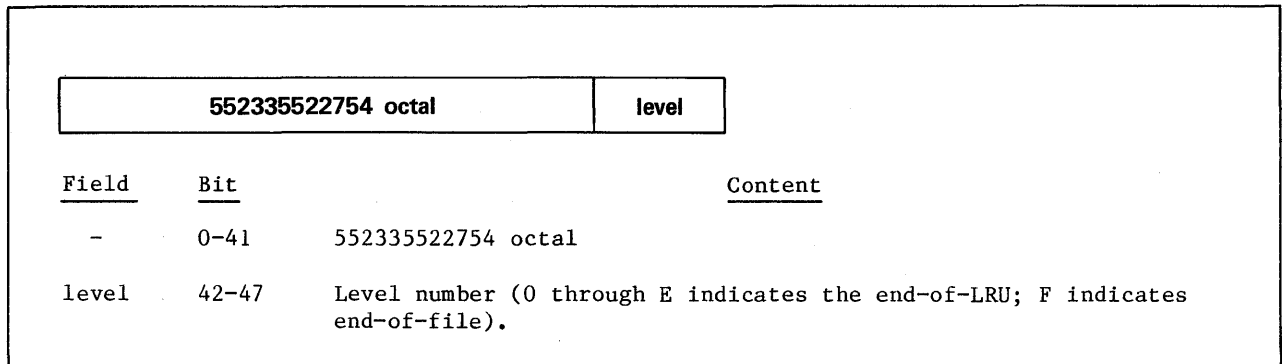 552335522754 octal level
Field Bit Content
- 0-41 552335522754 octal
level 42-47 Level number (0 through E indicates the end-of-LRU; F indicates
end-of-file).